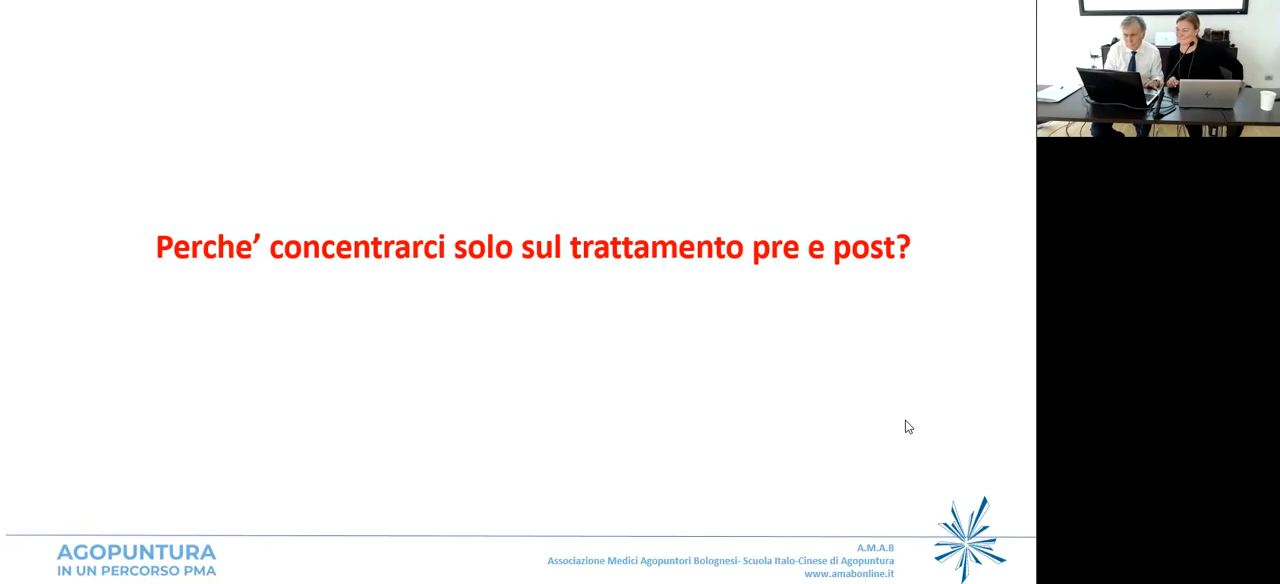 Perche’ concentrarci solo sul trattamento pre e post?
AGOPUNTURA
IN UN PERCORSO PMA
A.M.A.B
Associazione Medici Agopuntori Bolognesi- Scuola Italo-Cinese di Agopuntura
www.amabonline.it